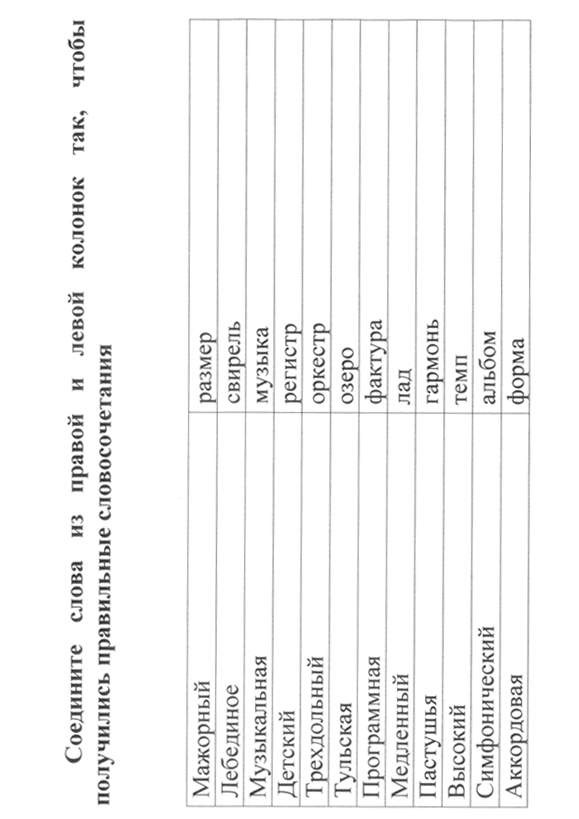 Соедините слова из правой и левой колонок так, чтобы
получились правильные словосочетания
Мажорный размер
Лебединое свирель
Музыкальная музыка
Детский регистр
Трехдольный оркестр
Тульская озеро
Программная фактура
Медленный лад
Пастушья гармонь
Высокий темп
Симфонический альбом
Аккордовая форма